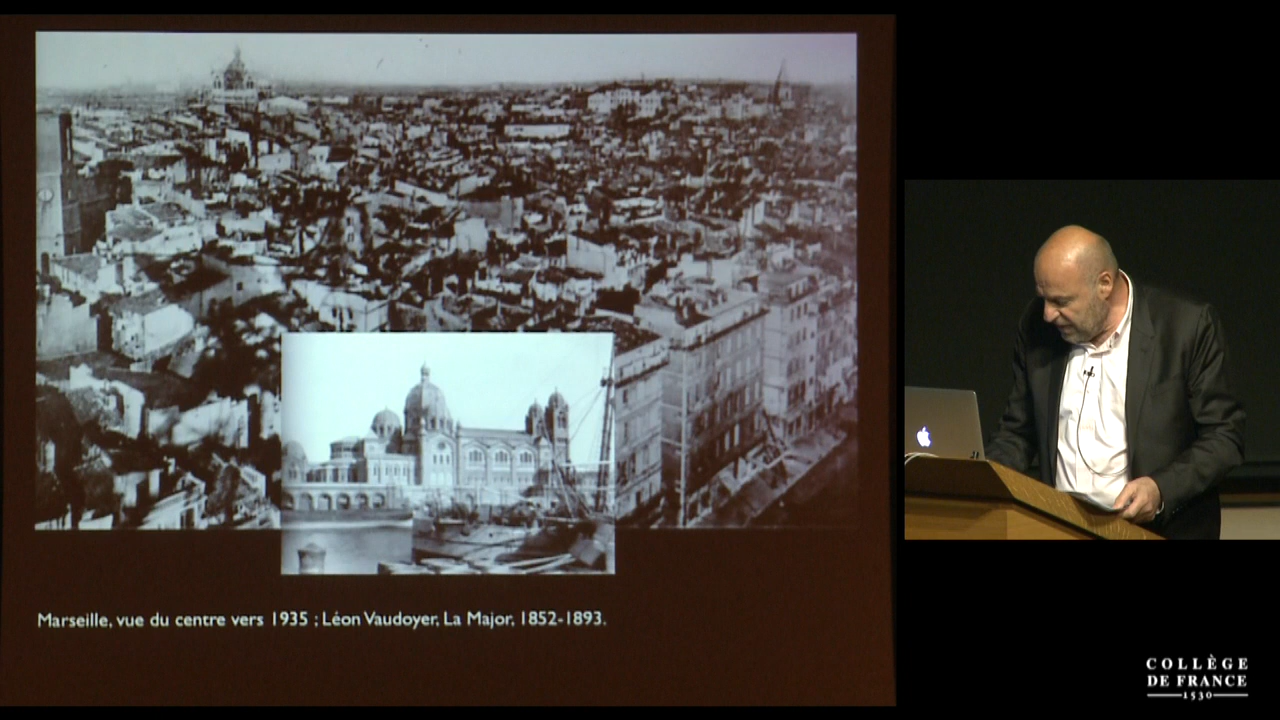 Marseille, vue du centre vers 1935 ; Léon Vaudoyer, La Major, 1852-1893.
COLLÈGE
DE FRANCE
1530